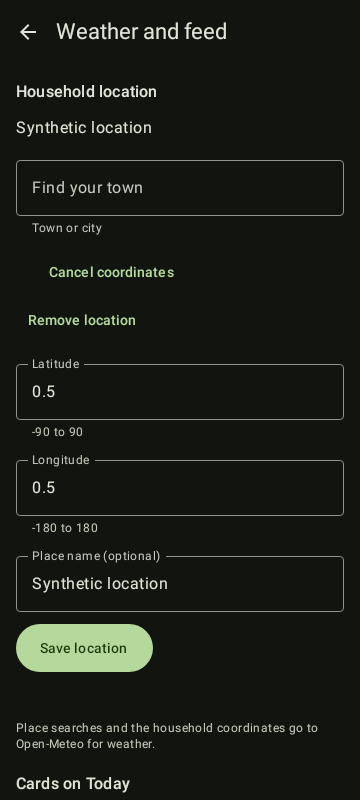 Weather and feed
Household location
Synthetic location
Find your town
Town or city
Cancel coordinates
Remove location
Latitude
0.5
-90 to 90
Longitude
0.5
-180 to 180
Place name (optional)
Synthetic location
Save location
Place searches and the household coordinates go to
Open-Meteo for weather.
Cards on Today